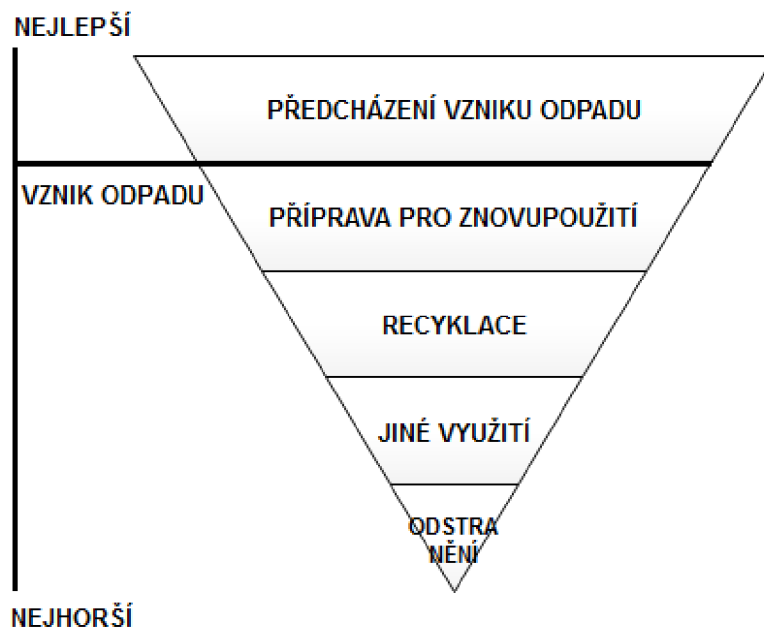 NEJLEPŠÍ
PŘEDCHÁZENÍ VZNIKU ODPADU
VZNIK ODPADU
PŘÍPRAVA PRO ZNOVUPOUŽITÍ
RECYKLACE
JINÉ VYUŽITÍ
ODSTRA
NĚNÍ
NEJHORŠÍ